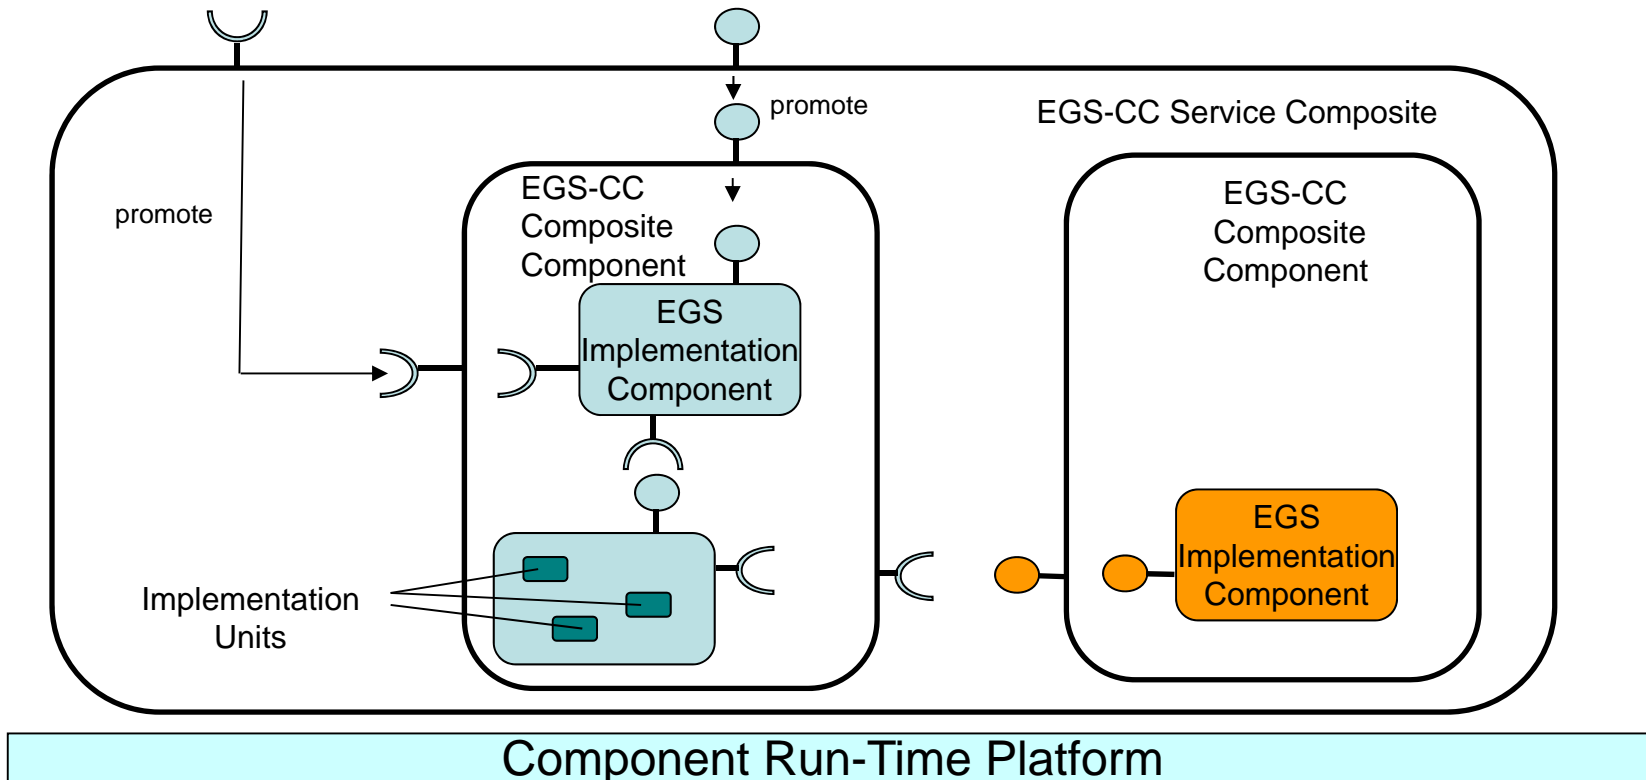 promote
EGS-CC Service Composite
EGS-CC
Composite
Component
EGS-CC
Composite
Component
promote
EGS
Implementation
Component
EGS
Implementation
Component
Implementation
Units
Component Run-Time Platform